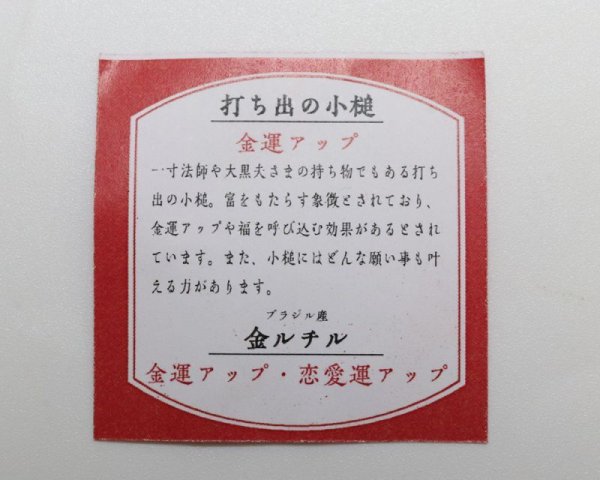 打ち出の小槌
金運アップ
一寸法師や大黒天さまの持ち物でもある打ち
出の小槌。富をもたらす象徴とされており、
金運アップや福を呼び込む効果があるとされ
ています。また、小槌にはどんな願い事も叶
える力があります。
ブラジル産
金ルチル
金運アップ・恋愛運アップ